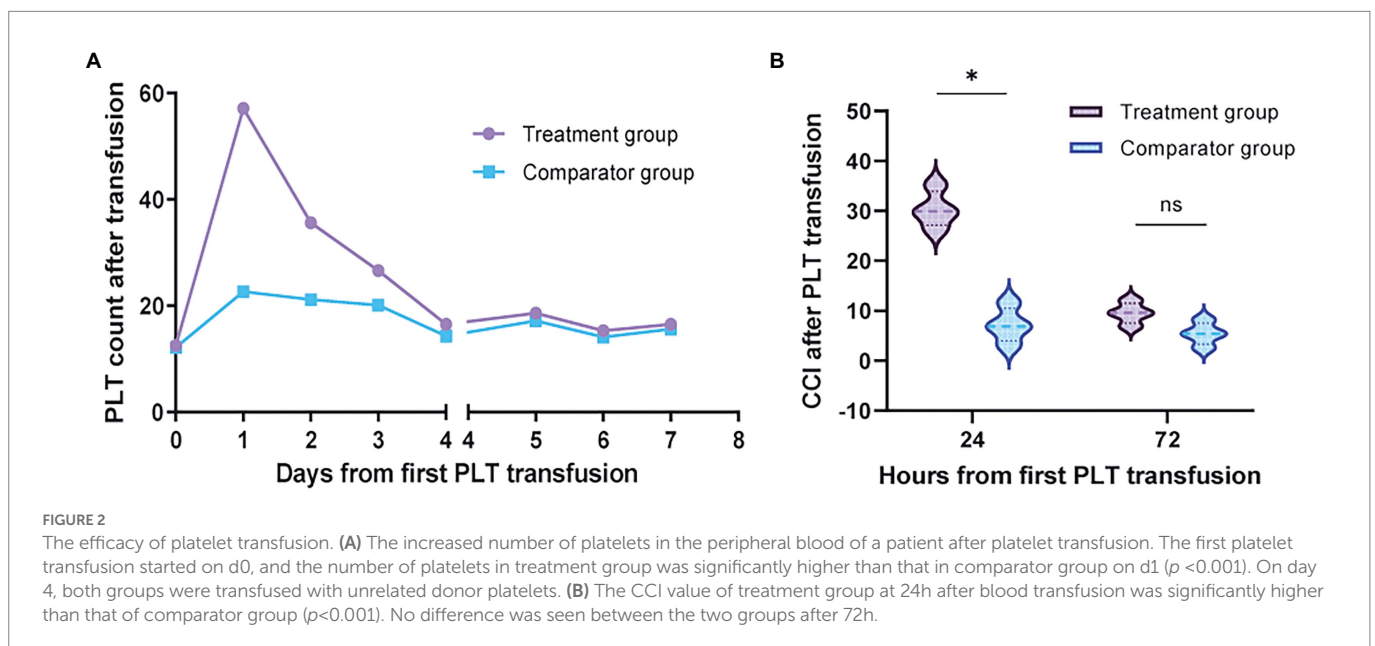 A
PLT count after transfusion
60
40
20
0
Treatment group
Comparator group
0 1 2 3 4 4 5 6 7 8
Days from first PLT transfusion
B
CCI after PLT transfusion
50
40
30
20
10
0
-10
*
ns
Treatment group
Comparator group
24 72
Hours from first PLT transfusion
FIGURE 2
The efficacy of platelet transfusion. (A) The increased number of platelets in the peripheral blood of a patient after platelet transfusion. The first platelet
transfusion started on d0, and the number of platelets in treatment group was significantly higher than that in comparator group on d1 (p <0.001). On day
4, both groups were transfused with unrelated donor platelets. (B) The CCI value of treatment group at 24h after blood transfusion was significantly higher
than that of comparator group (p<0.001). No difference was seen between the two groups after 72h.